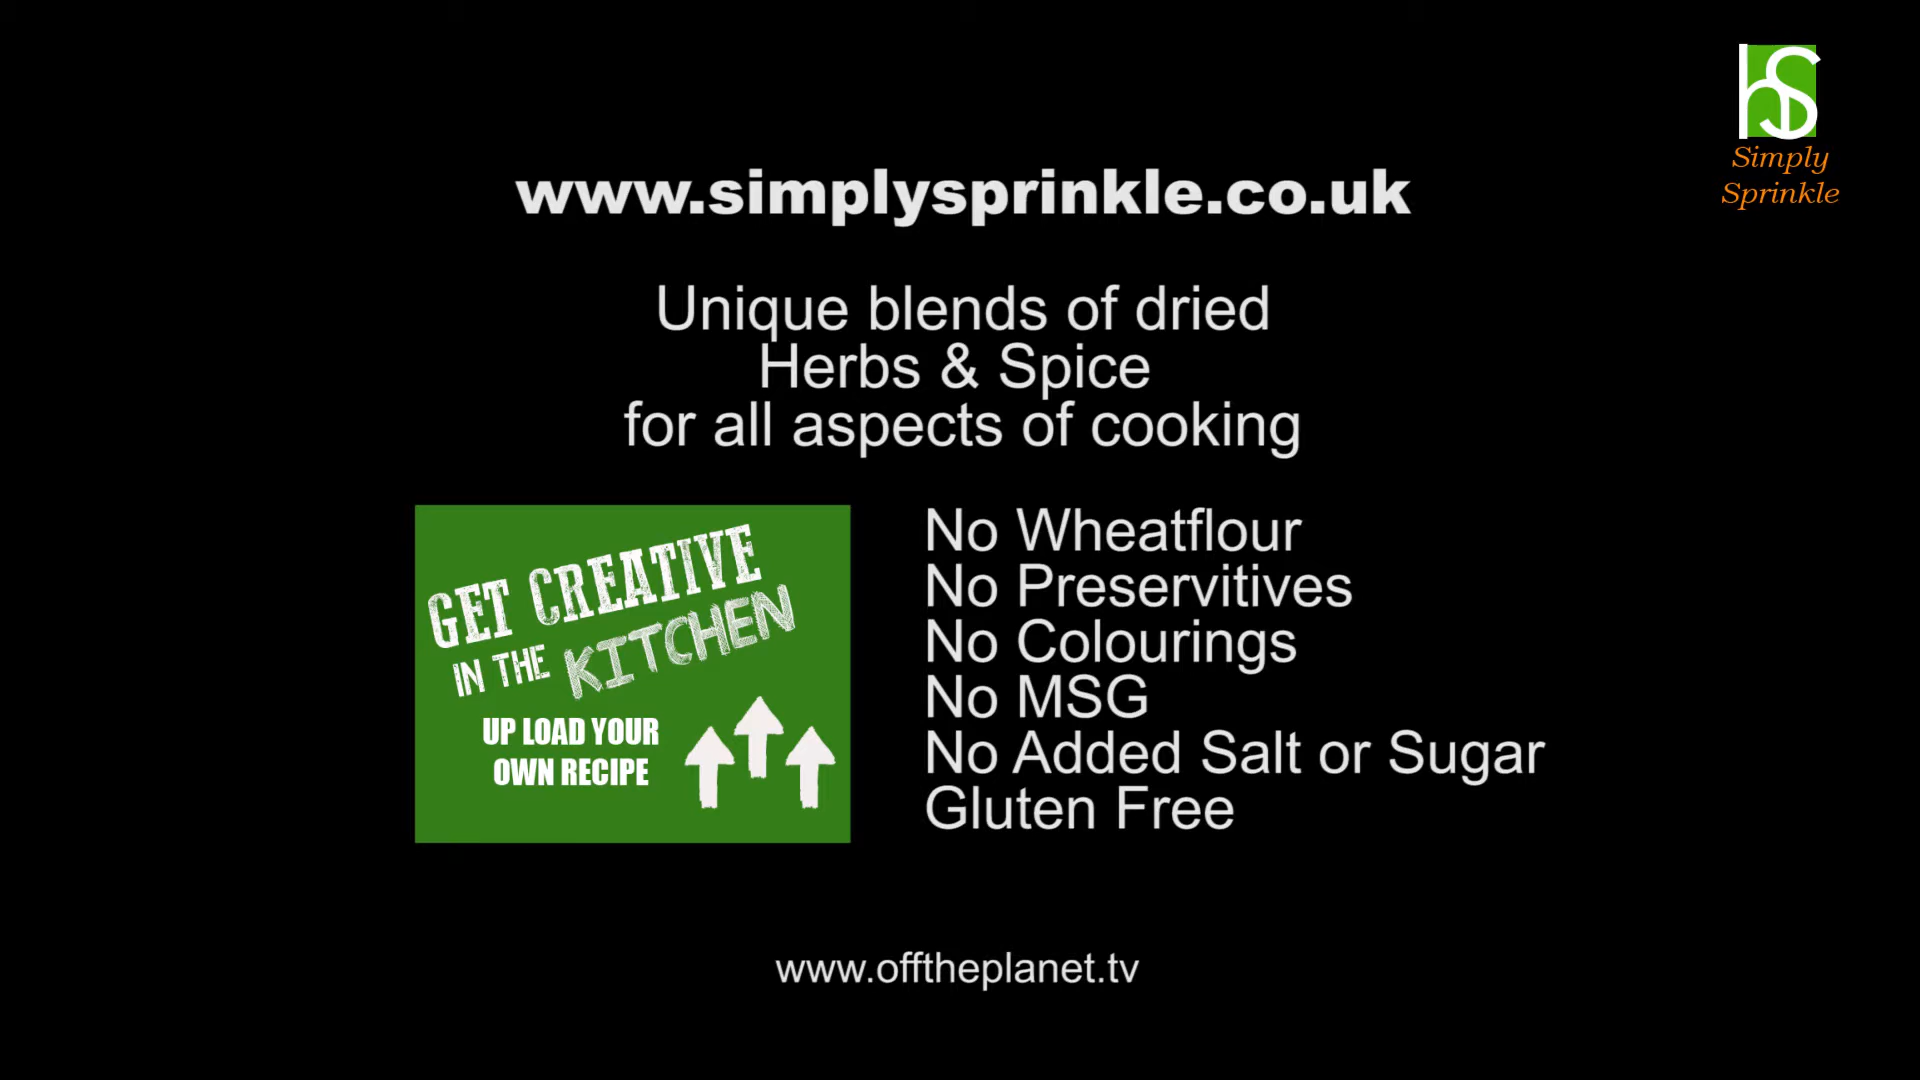 hS
Simply
Sprinkle
www.simplysprinkle.co.uk
Unique blends of dried
Herbs & Spice
for all aspects of cooking
GET CREATIVE
IN THE KITCHEN
UP LOAD YOUR
OWN RECIPE
No Wheatflour
No Preservitives
No Colourings
No MSG
No Added Salt or Sugar
Gluten Free
www.offtheplanet.tv